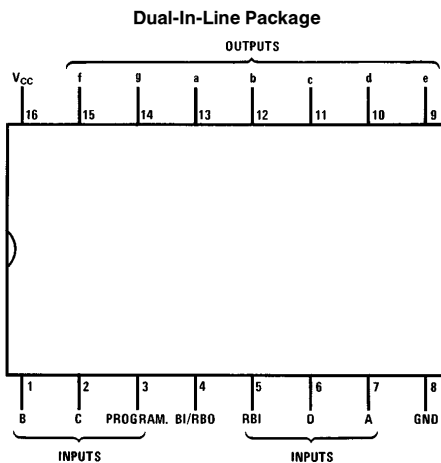 Dual-In-Line Package
OUTPUTS
VCC f g a b c d e
16 15 14 13 12 11 10 9
1 2 3 4 5 6 7 8
B C PROGRAM. BI/RBO RBI D A GND
INPUTS INPUTS